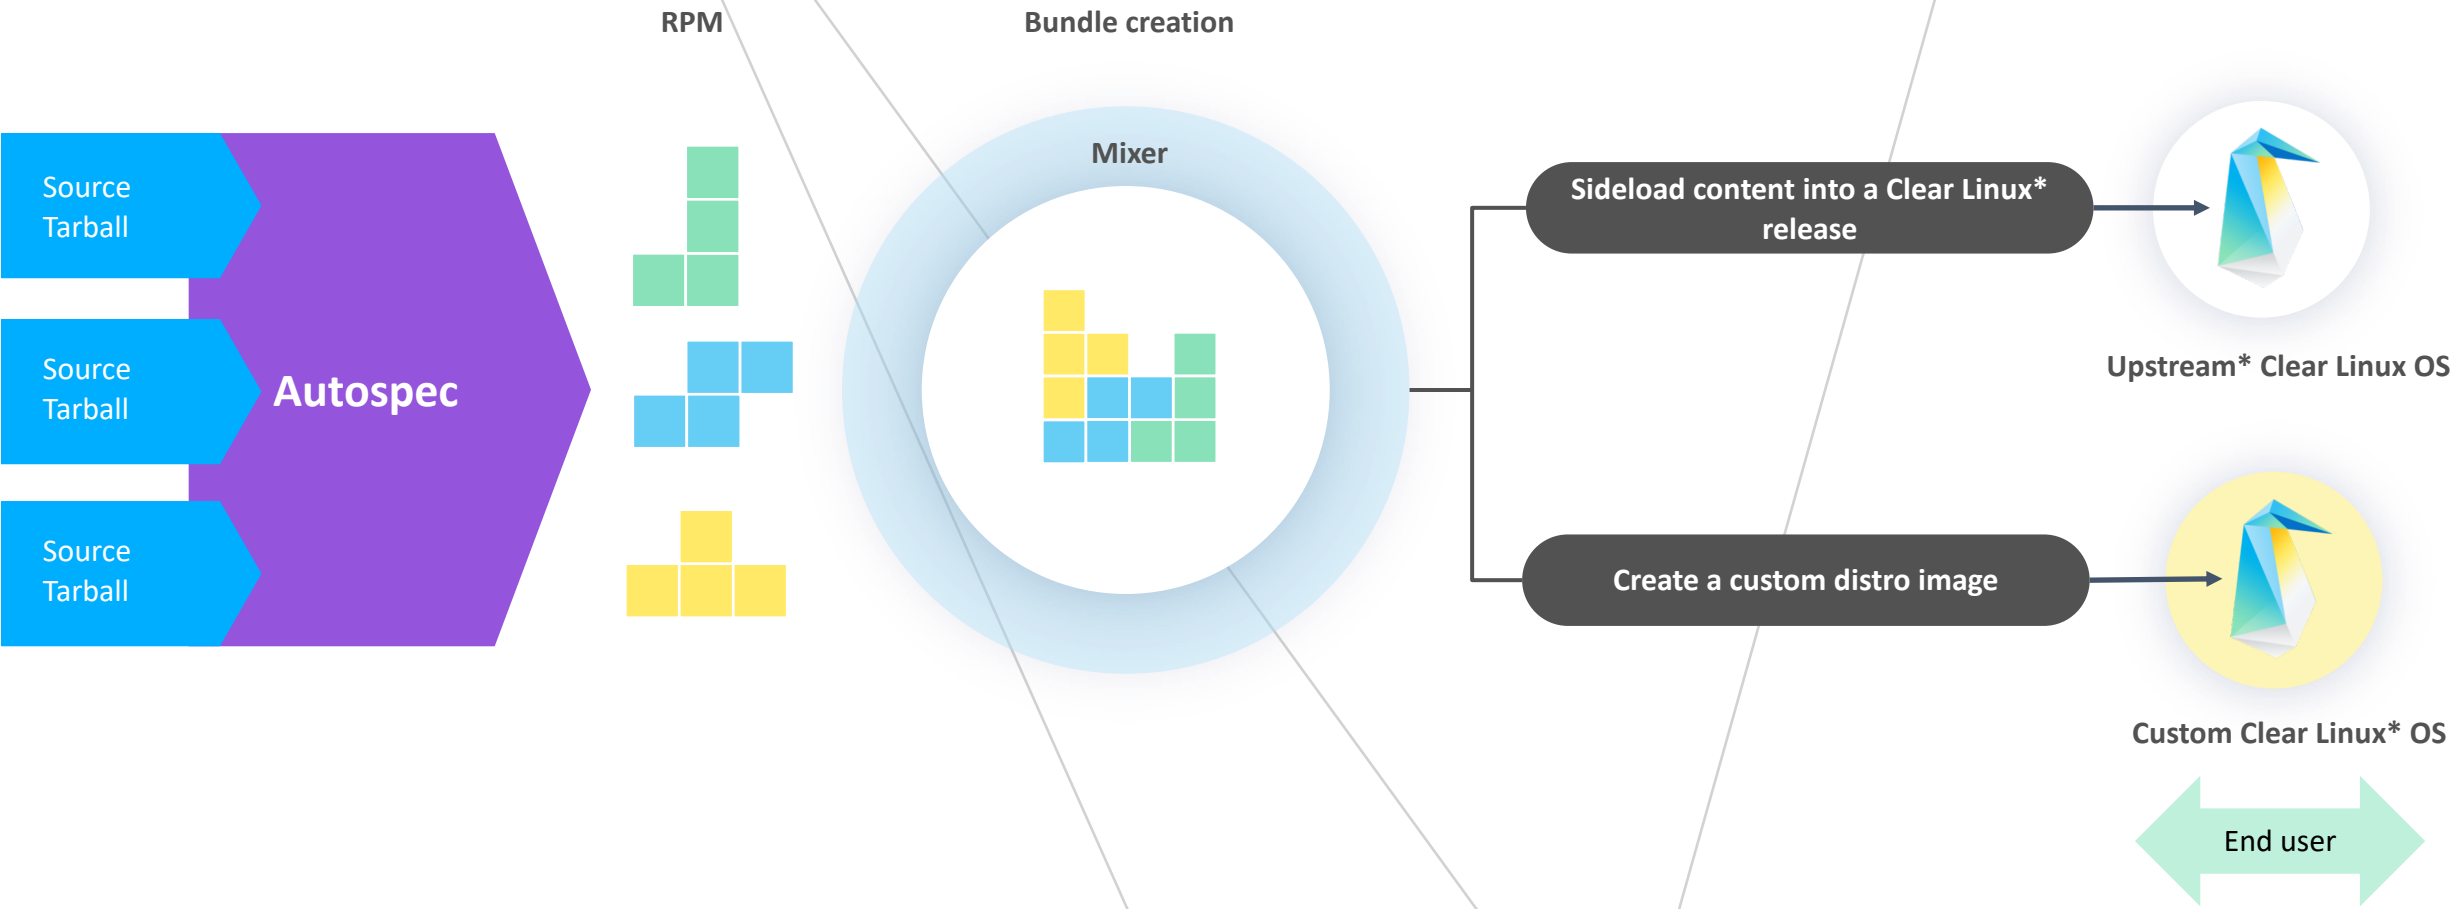 RPM
Bundle creation
Source
Tarball
Source
Tarball
Source
Tarball
Autospec
Mixer
Sideload content into a Clear Linux*
release
Create a custom distro image
Upstream* Clear Linux OS
Custom Clear Linux* OS
End user